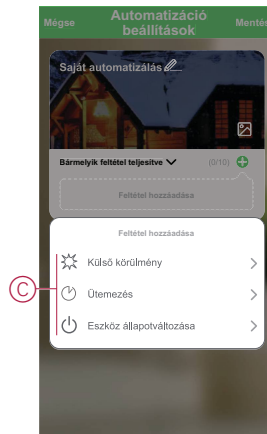 Mégse
Automatizáció
beállítások
Mentés
Saját automatizálás
Bármelyik feltétel teljesítve
(0/10)
Feltétel hozzáadása
Feltétel hozzáadása
Külső körülmény
Ütemezés
Eszköz állapotváltozása
C